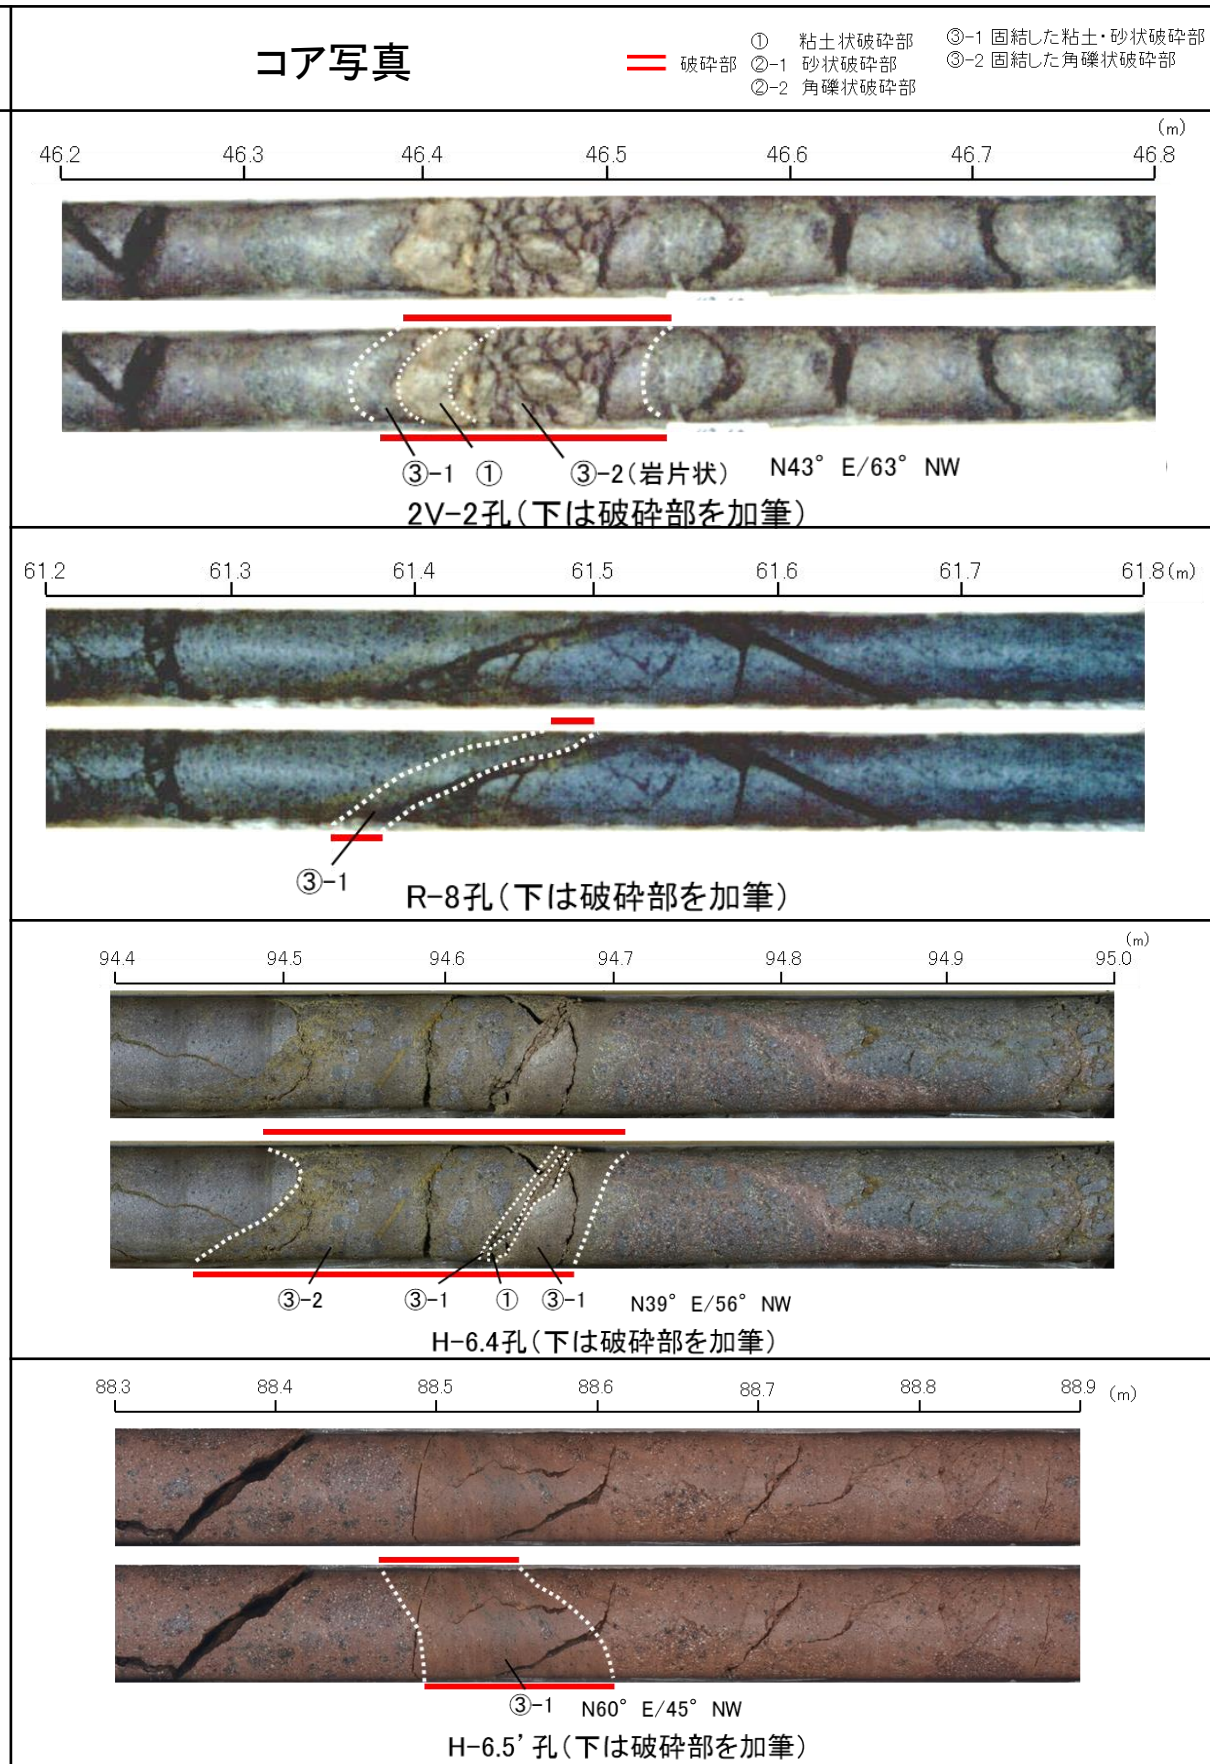 コア写真
破砕部
① 粘土状破砕部
②-1 砂状破砕部
②-2 角礫状破砕部
③-1 固結した粘土・砂状破砕部
③-2 固結した角礫状破砕部
(m)
46.2 46.3 46.4 46.5 46.6 46.7 46.8
③-1 ① ③-2(岩片状) N43° E/63° NW
2V-2孔(下は破砕部を加筆)
61.2 61.3 61.4 61.5 61.6 61.7 61.8(m)
③-1
R-8孔(下は破砕部を加筆)
(m)
94.4 94.5 94.6 94.7 94.8 94.9 95.0
③-2 ③-1 ① ③-1 N39° E/56° NW
H-6.4孔(下は破砕部を加筆)
88.3 88.4 88.5 88.6 88.7 88.8 88.9 (m)
③-1 N60° E/45° NW
H-6.5’孔(下は破砕部を加筆)